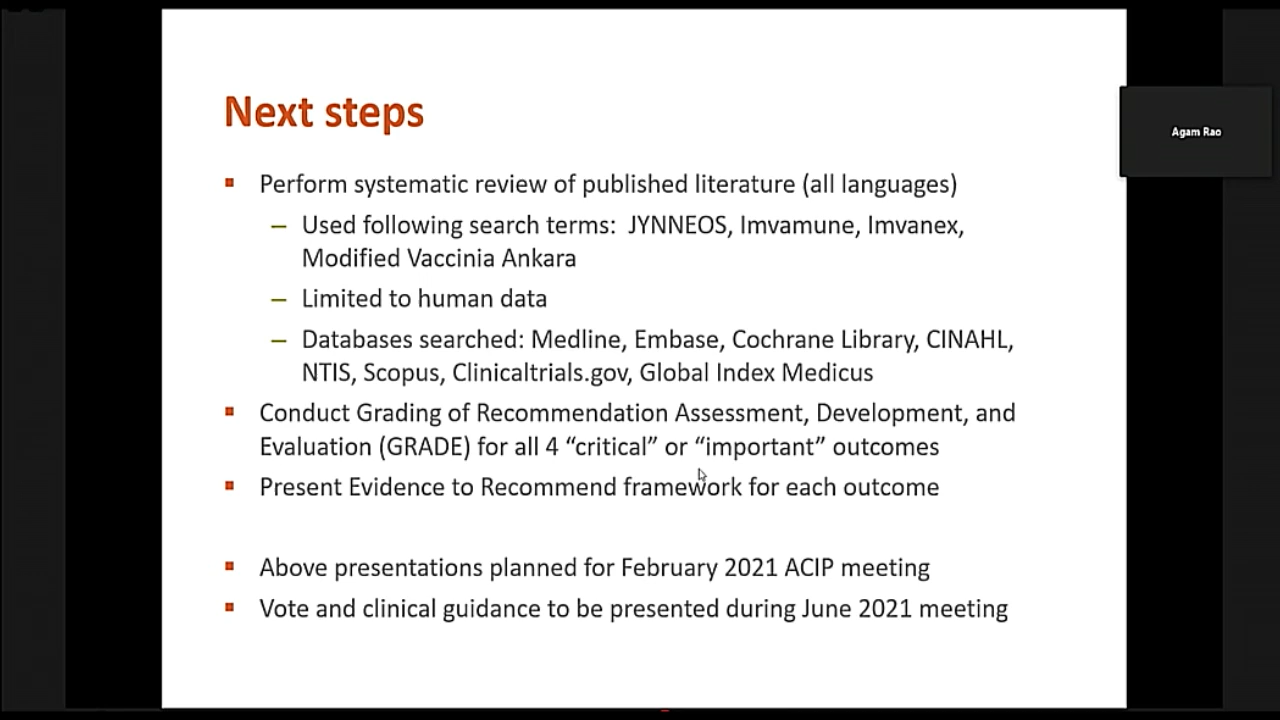 Next steps
Perform systematic review of published literature (all languages)
– Used following search terms: JYNNEOS, Imvamune, Imvanex,
Modified Vaccinia Ankara
– Limited to human data
– Databases searched: Medline, Embase, Cochrane Library, CINAHL,
NTIS, Scopus, Clinicaltrials.gov, Global Index Medicus
Conduct Grading of Recommendation Assessment, Development, and
Evaluation (GRADE) for all 4 “critical” or “important” outcomes
Present Evidence to Recommend framework for each outcome
Above presentations planned for February 2021 ACIP meeting
Vote and clinical guidance to be presented during June 2021 meeting
Agam Rao